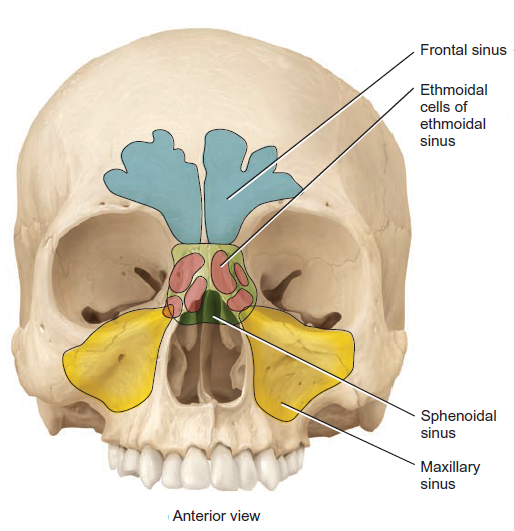 Frontal sinus
Ethmoidal
cells of
ethmoidal
sinus
Sphenoidal
sinus
Maxillary
sinus
Anterior view